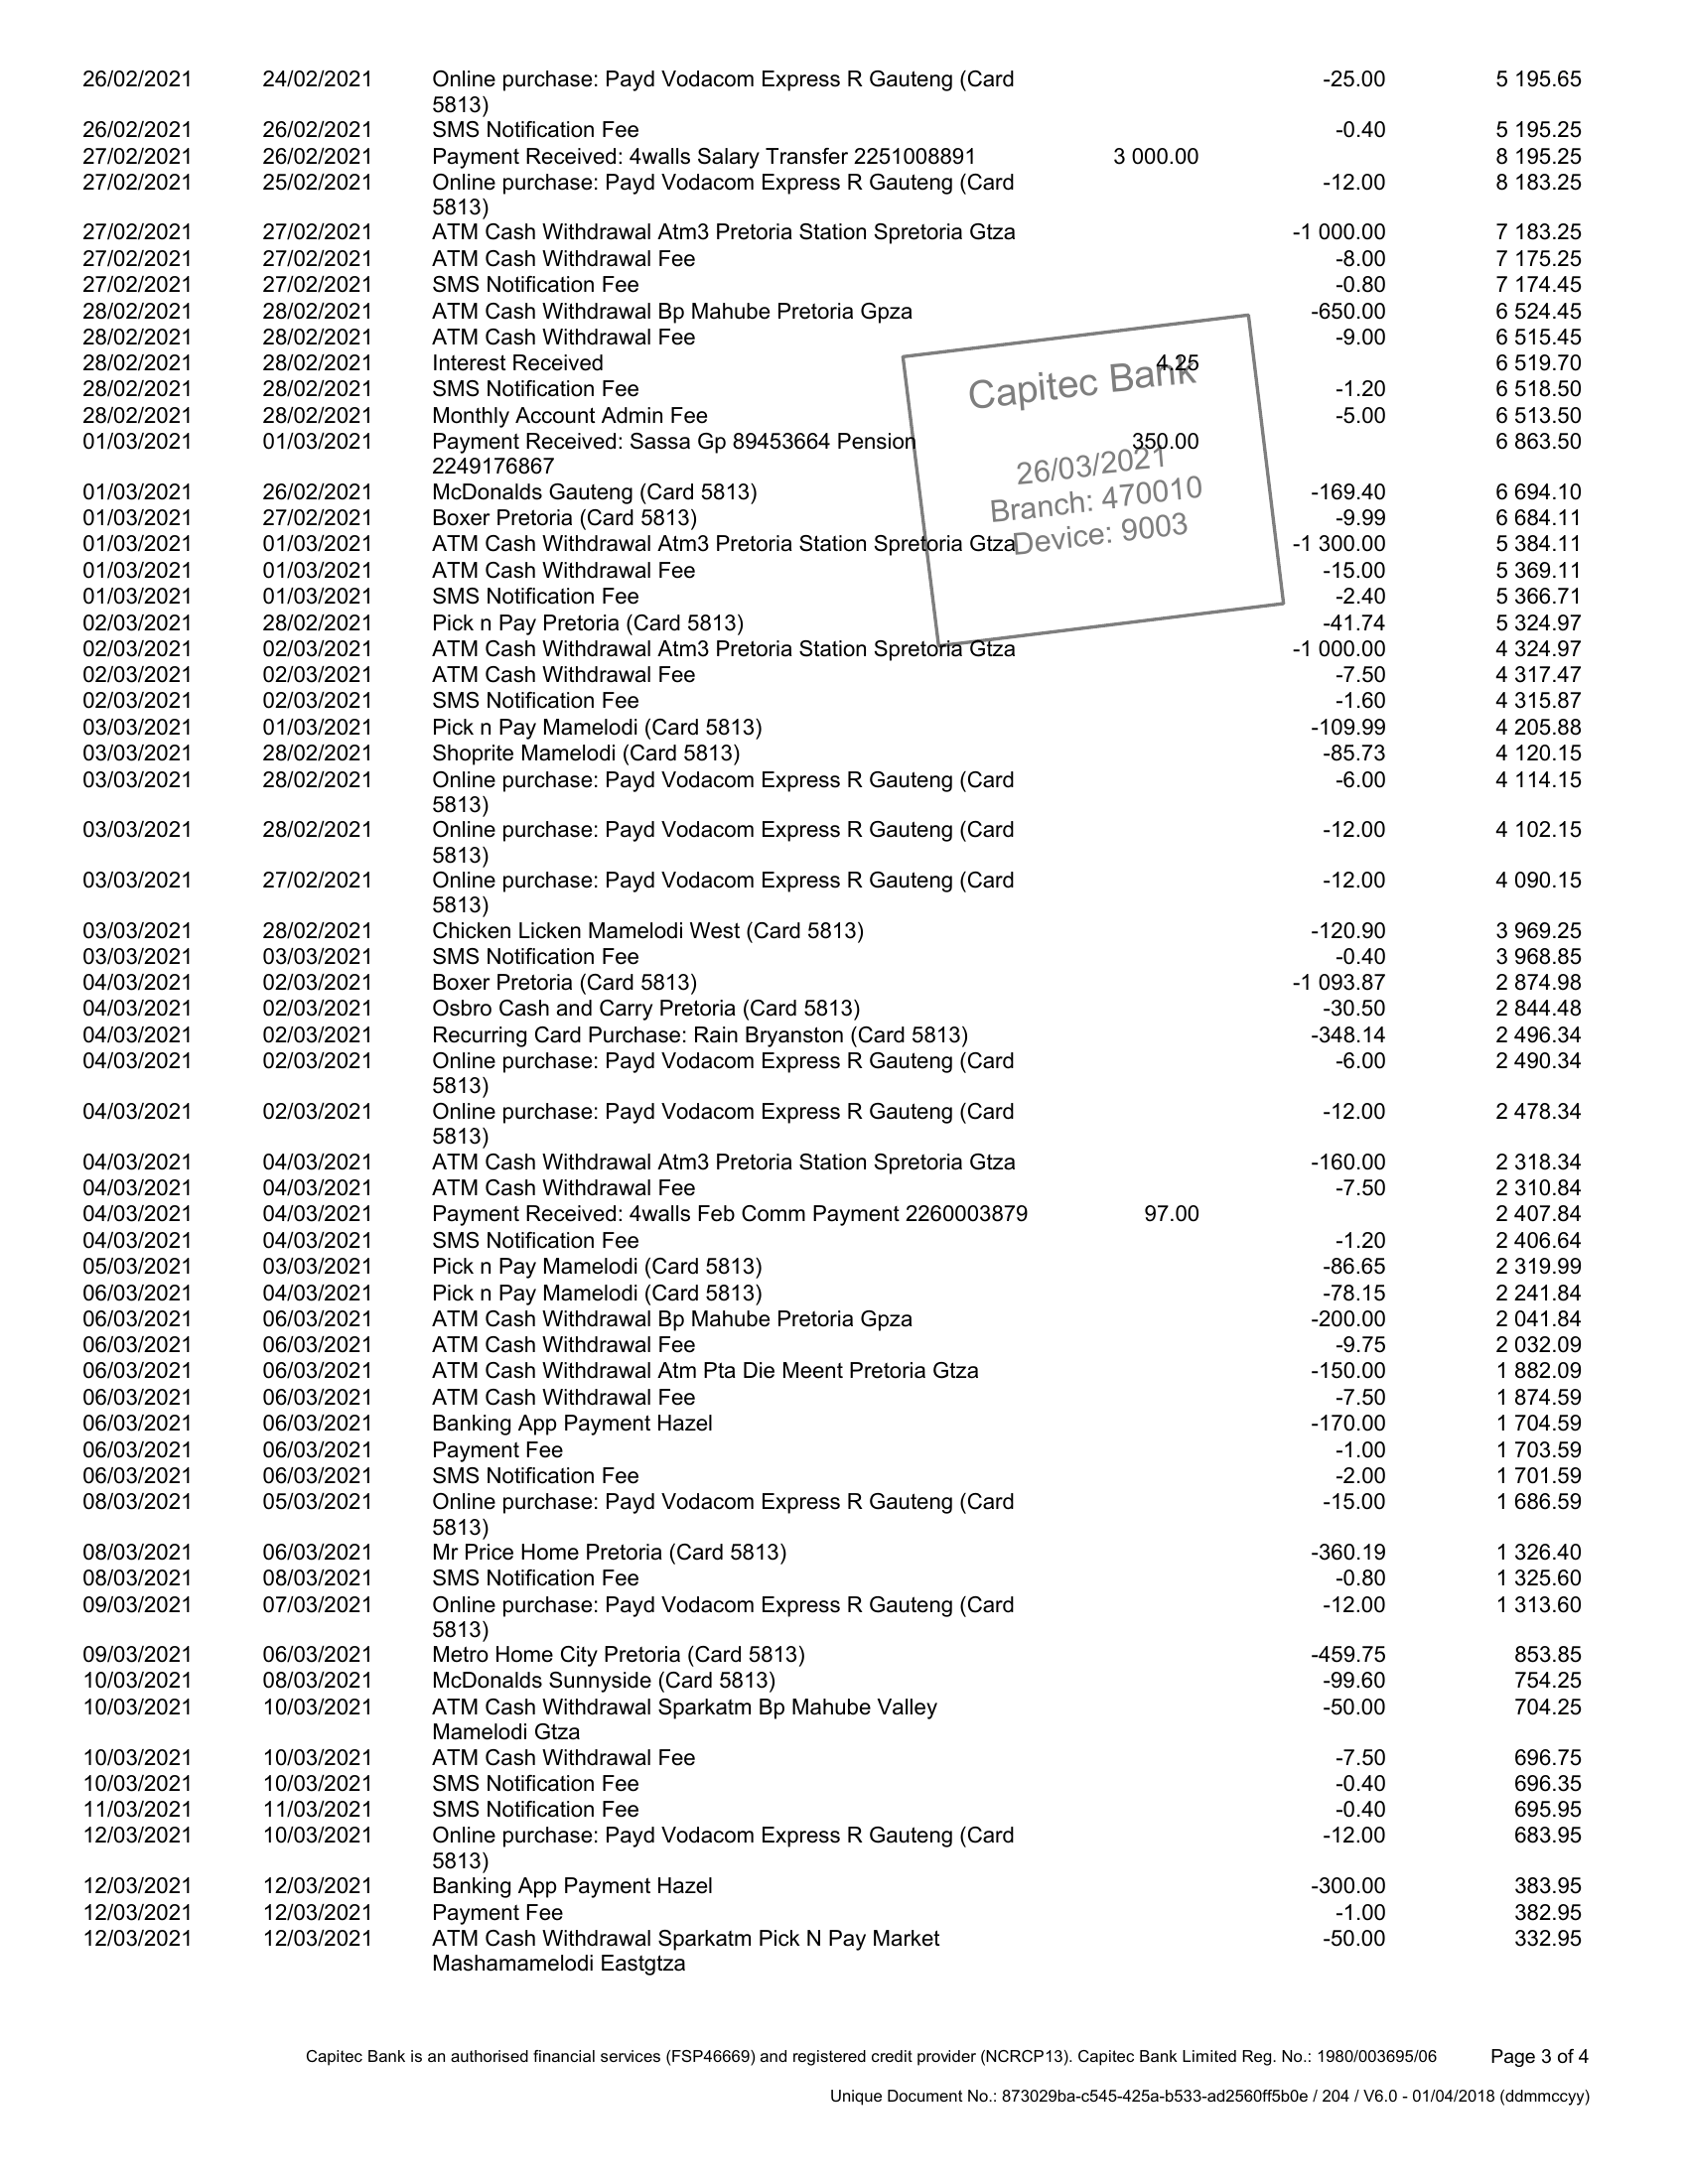 26/02/2021 24/02/2021 Online purchase: Payd Vodacom Express R Gauteng (Card -25.00 5 195.65
5813)
26/02/2021 26/02/2021 SMS Notification Fee -0.40 5 195.25
27/02/2021 26/02/2021 Payment Received: 4walls Salary Transfer 2251008891 3 000.00 8 195.25
27/02/2021 25/02/2021 Online purchase: Payd Vodacom Express R Gauteng (Card -12.00 8 183.25
5813)
27/02/2021 27/02/2021 ATM Cash Withdrawal Atm3 Pretoria Station Spretoria Gtza -1 000.00 7 183.25
27/02/2021 27/02/2021 ATM Cash Withdrawal Fee -8.00 7 175.25
27/02/2021 27/02/2021 SMS Notification Fee -0.80 7 174.45
28/02/2021 28/02/2021 ATM Cash Withdrawal Bp Mahube Pretoria Gpza -650.00 6 524.45
28/02/2021 28/02/2021 ATM Cash Withdrawal Fee -9.00 6 515.45
28/02/2021 28/02/2021 Interest Received 4.25 6 519.70
28/02/2021 28/02/2021 SMS Notification Fee -1.20 6 518.50
28/02/2021 28/02/2021 Monthly Account Admin Fee -5.00 6 513.50
01/03/2021 01/03/2021 Payment Received: Sassa Gp 89453664 Pension 350.00 6 863.50
2249176867
01/03/2021 26/02/2021 McDonalds Gauteng (Card 5813) -169.40 6 694.10
01/03/2021 27/02/2021 Boxer Pretoria (Card 5813) -9.99 6 684.11
01/03/2021 01/03/2021 ATM Cash Withdrawal Atm3 Pretoria Station Spretoria Gtza -1 300.00 5 384.11
01/03/2021 01/03/2021 ATM Cash Withdrawal Fee -15.00 5 369.11
01/03/2021 01/03/2021 SMS Notification Fee -2.40 5 366.71
Capitec Bank
26/03/2021
Branch: 470010
Device: 9003
02/03/2021 28/02/2021 Pick n Pay Pretoria (Card 5813) -41.74 5 324.97
02/03/2021 02/03/2021 ATM Cash Withdrawal Atm3 Pretoria Station Spretoria Gtza -1 000.00 4 324.97
02/03/2021 02/03/2021 ATM Cash Withdrawal Fee -7.50 4 317.47
02/03/2021 02/03/2021 SMS Notification Fee -1.60 4 315.87
03/03/2021 01/03/2021 Pick n Pay Mamelodi (Card 5813) -109.99 4 205.88
03/03/2021 28/02/2021 Shoprite Mamelodi (Card 5813) -85.73 4 120.15
03/03/2021 28/02/2021 Online purchase: Payd Vodacom Express R Gauteng (Card -6.00 4 114.15
5813)
03/03/2021 28/02/2021 Online purchase: Payd Vodacom Express R Gauteng (Card -12.00 4 102.15
5813)
03/03/2021 27/02/2021 Online purchase: Payd Vodacom Express R Gauteng (Card -12.00 4 090.15
5813)
03/03/2021 28/02/2021 Chicken Licken Mamelodi West (Card 5813) -120.90 3 969.25
03/03/2021 03/03/2021 SMS Notification Fee -0.40 3 968.85
04/03/2021 02/03/2021 Boxer Pretoria (Card 5813) -1 093.87 2 874.98
04/03/2021 02/03/2021 Osbro Cash and Carry Pretoria (Card 5813) -30.50 2 844.48
04/03/2021 02/03/2021 Recurring Card Purchase: Rain Bryanston (Card 5813) -348.14 2 496.34
04/03/2021 02/03/2021 Online purchase: Payd Vodacom Express R Gauteng (Card -6.00 2 490.34
5813)
04/03/2021 02/03/2021 Online purchase: Payd Vodacom Express R Gauteng (Card -12.00 2 478.34
5813)
04/03/2021 04/03/2021 ATM Cash Withdrawal Atm3 Pretoria Station Spretoria Gtza -160.00 2 318.34
04/03/2021 04/03/2021 ATM Cash Withdrawal Fee -7.50 2 310.84
04/03/2021 04/03/2021 Payment Received: 4walls Feb Comm Payment 2260003879 97.00 2 407.84
04/03/2021 04/03/2021 SMS Notification Fee -1.20 2 406.64
05/03/2021 03/03/2021 Pick n Pay Mamelodi (Card 5813) -86.65 2 319.99
06/03/2021 04/03/2021 Pick n Pay Mamelodi (Card 5813) -78.15 2 241.84
06/03/2021 06/03/2021 ATM Cash Withdrawal Bp Mahube Pretoria Gpza -200.00 2 041.84
06/03/2021 06/03/2021 ATM Cash Withdrawal Fee -9.75 2 032.09
06/03/2021 06/03/2021 ATM Cash Withdrawal Atm Pta Die Meent Pretoria Gtza -150.00 1 882.09
06/03/2021 06/03/2021 ATM Cash Withdrawal Fee -7.50 1 874.59
06/03/2021 06/03/2021 Banking App Payment Hazel -170.00 1 704.59
06/03/2021 06/03/2021 Payment Fee -1.00 1 703.59
06/03/2021 06/03/2021 SMS Notification Fee -2.00 1 701.59
08/03/2021 05/03/2021 Online purchase: Payd Vodacom Express R Gauteng (Card -15.00 1 686.59
5813)
08/03/2021 06/03/2021 Mr Price Home Pretoria (Card 5813) -360.19 1 326.40
08/03/2021 08/03/2021 SMS Notification Fee -0.80 1 325.60
09/03/2021 07/03/2021 Online purchase: Payd Vodacom Express R Gauteng (Card -12.00 1 313.60
5813)
09/03/2021 06/03/2021 Metro Home City Pretoria (Card 5813) -459.75 853.85
10/03/2021 08/03/2021 McDonalds Sunnyside (Card 5813) -99.60 754.25
10/03/2021 10/03/2021 ATM Cash Withdrawal Sparkatm Bp Mahube Valley -50.00 704.25
Mamelodi Gtza
10/03/2021 10/03/2021 ATM Cash Withdrawal Fee -7.50 696.75
10/03/2021 10/03/2021 SMS Notification Fee -0.40 696.35
11/03/2021 11/03/2021 SMS Notification Fee -0.40 695.95
12/03/2021 10/03/2021 Online purchase: Payd Vodacom Express R Gauteng (Card -12.00 683.95
5813)
12/03/2021 12/03/2021 Banking App Payment Hazel -300.00 383.95
12/03/2021 12/03/2021 Payment Fee -1.00 382.95
12/03/2021 12/03/2021 ATM Cash Withdrawal Sparkatm Pick N Pay Market -50.00 332.95
Mashamamelodi Eastgtza
Capitec Bank is an authorised financial services (FSP46669) and registered credit provider (NCRCP13). Capitec Bank Limited Reg. No.: 1980/003695/06 Page 3 of 4
Unique Document No.: 873029ba-c545-425a-b533-ad2560ff5b0e / 204 / V6.0 - 01/04/2018 (ddmmccyy)